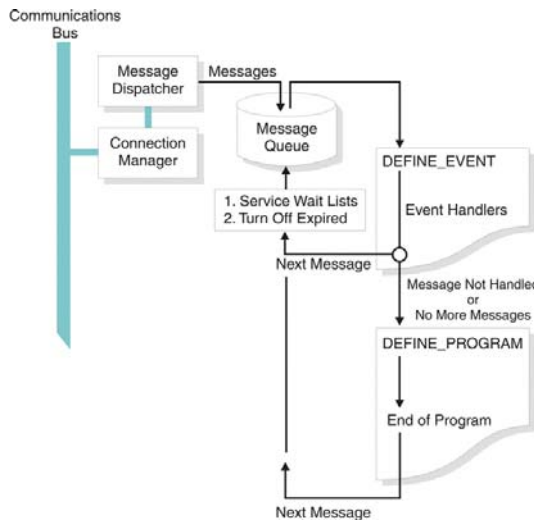 Communications
Bus
Message
Dispatcher
Messages
Connection
Manager
Message
Queue
1. Service Wait Lists
2. Turn Off Expired
DEFINE_EVENT
Event Handlers
Next Message
Message Not Handled
or
No More Messages
DEFINE_PROGRAM
End of Program
Next Message